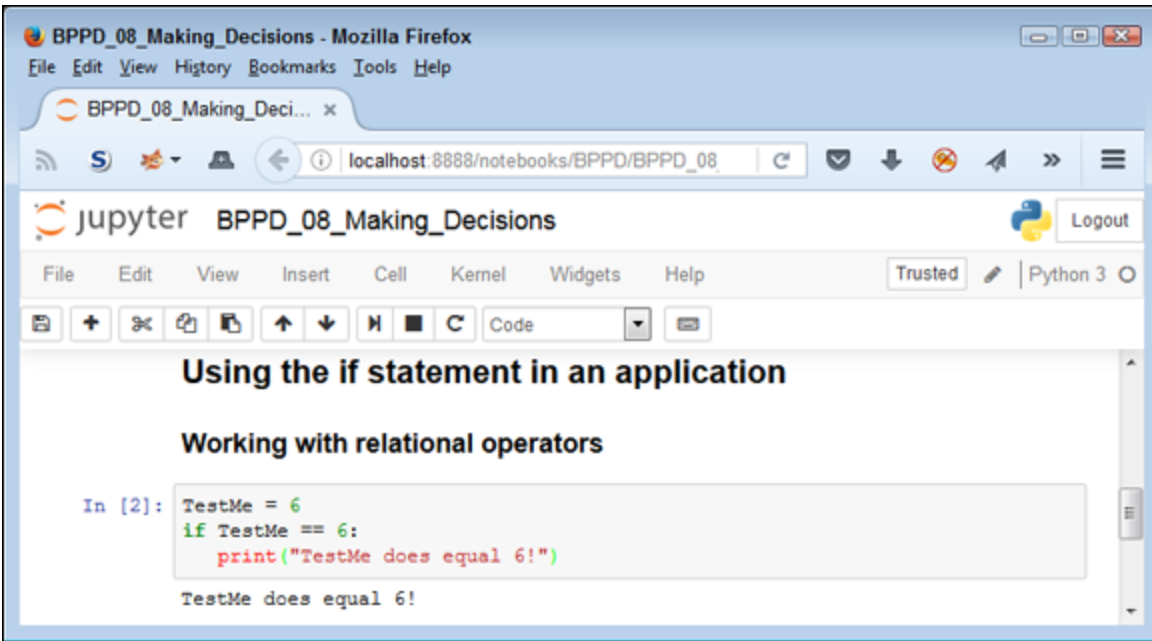 BPPD_08_Making_Decisions - Mozilla Firefox
File Edit View History Bookmarks Tools Help
BPPD_08_Making_Deci... ×
S localhost:8888/notebooks/BPPD/BPPD_08_
jupyter BPPD_08_Making_Decisions Logout
File Edit View Insert Cell Kernel Widgets Help Trusted Python 3
Code
Using the if statement in an application
Working with relational operators
In [2]: TestMe = 6
if TestMe == 6:
print("TestMe does equal 6!")
TestMe does equal 6!